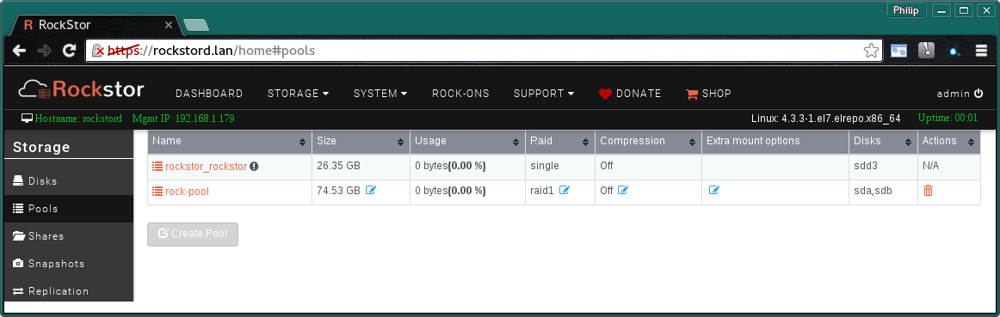 Philip
RockStor
https://rockstord.lan/home#pools
Rockstor DASHBOARD STORAGE SYSTEM ROCK-ONS SUPPORT DONATE SHOP admin
Hostname: rockstord Mgmt IP: 192.168.1.179 Linux: 4.3.3-1.el7.elrepo.x86_64 Uptime: 00:01
Storage
Disks
Pools
Shares
Snapshots
Replication
Name Size Usage Raid Compression Extra mount options Disks Actions
rockstor_rockstor 26.35 GB 0 bytes(0.00 %) single Off sdd3 N/A
rock-pool 74.53 GB 0 bytes(0.00 %) raid1 Off sda,sdb
Create Pool